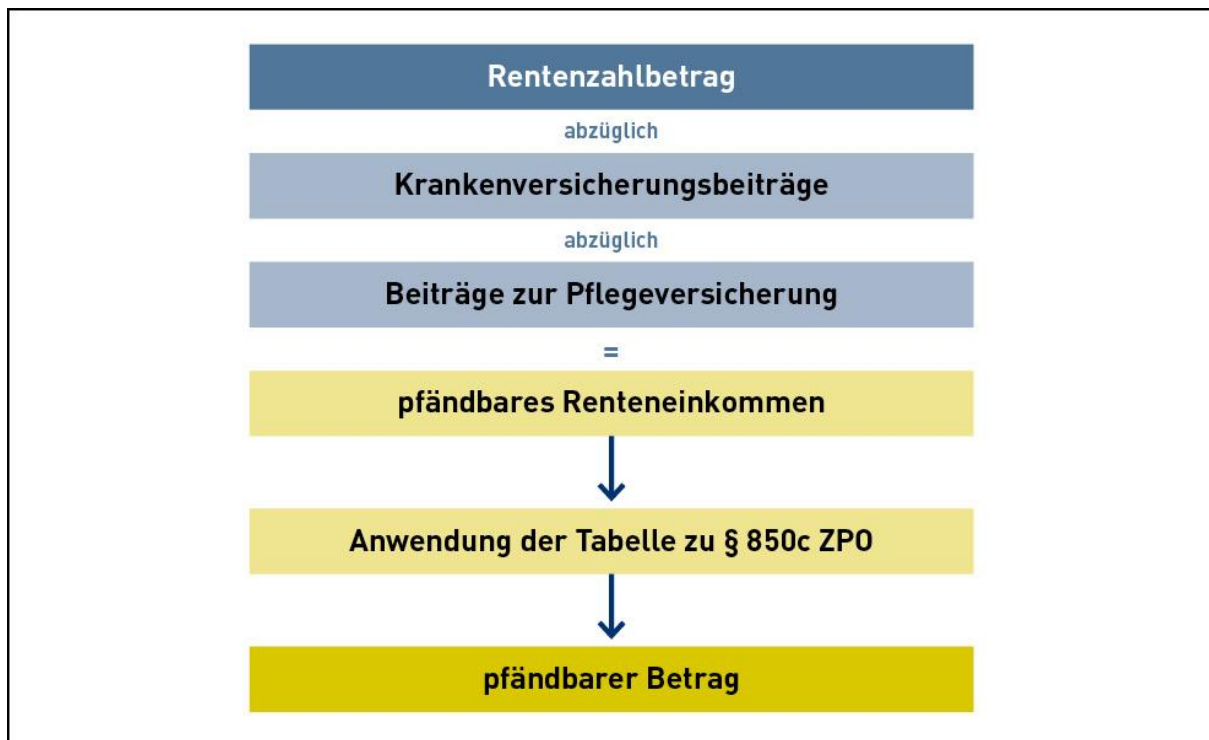 Rentenzahlbetrag
abzüglich
Krankenversicherungsbeiträge
abzüglich
Beiträge zur Pflegeversicherung
=
pfändbares Renteneinkommen
Anwendung der Tabelle zu § 850c ZPO
pfändbarer Betrag